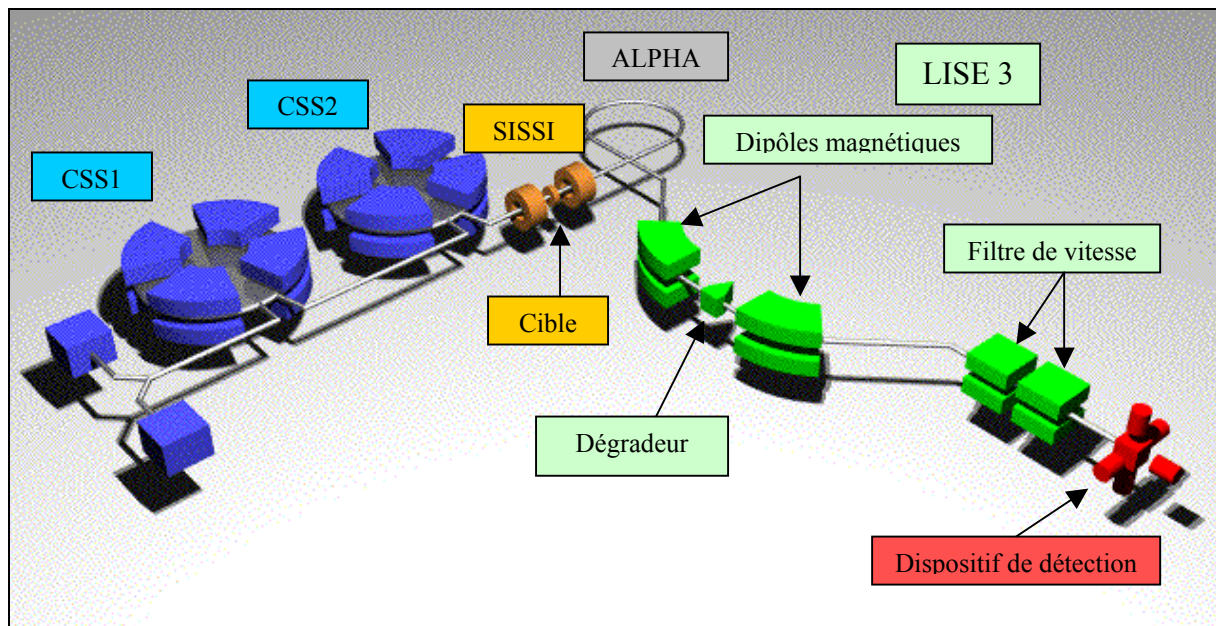 ALPHA
LISE 3
CSS2
SISSI
Dipôles magnétiques
CSS1
Filtre de vitesse
Cible
Dégradeur
Dispositif de détection